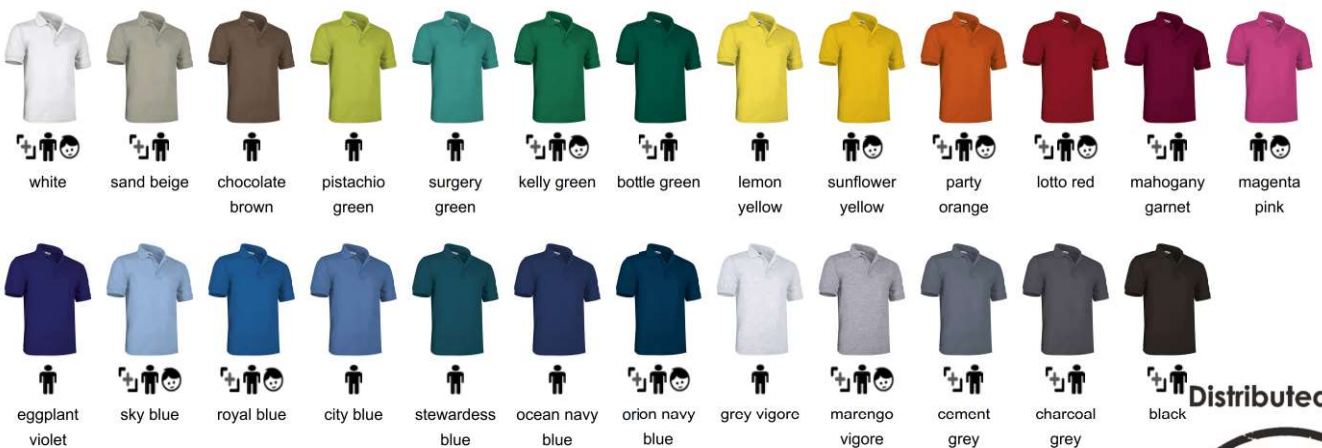 white sand beige chocolate pistachio surgery kelly green bottle green lemon sunflower party lotto red mahogany magenta
brown green green yellow yellow orange garnet pink
eggplant sky blue royal blue city blue stewardess ocean navy orion navy grey vigore marengo cement charcoal black Distributed
violet blue blue blue vigore grey grey